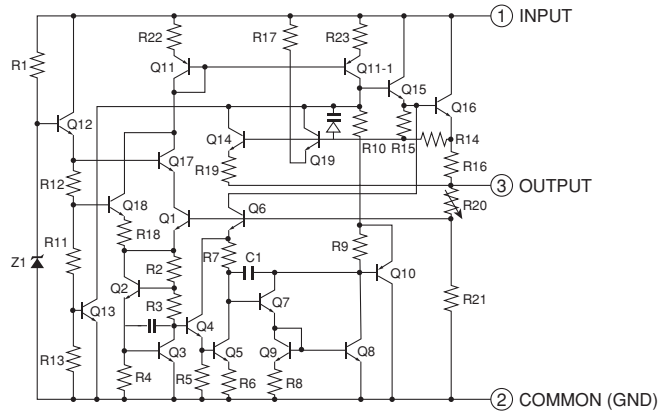 1 INPUT
R22
R17
R23
R1
Q11
Q11-1
Q15
Q16
Q12
Q14
R10
R15
R14
Q19
Q17
R19
R16
R12
3 OUTPUT
Q18
Q1
Q6
R20
R18
R11
R7
C1
R9
Z1
R2
Q10
Q2
R3
Q7
R21
Q13
Q4
Q3
Q5
Q9
Q8
R13
R4
R5
R6
R8
2 COMMON (GND)